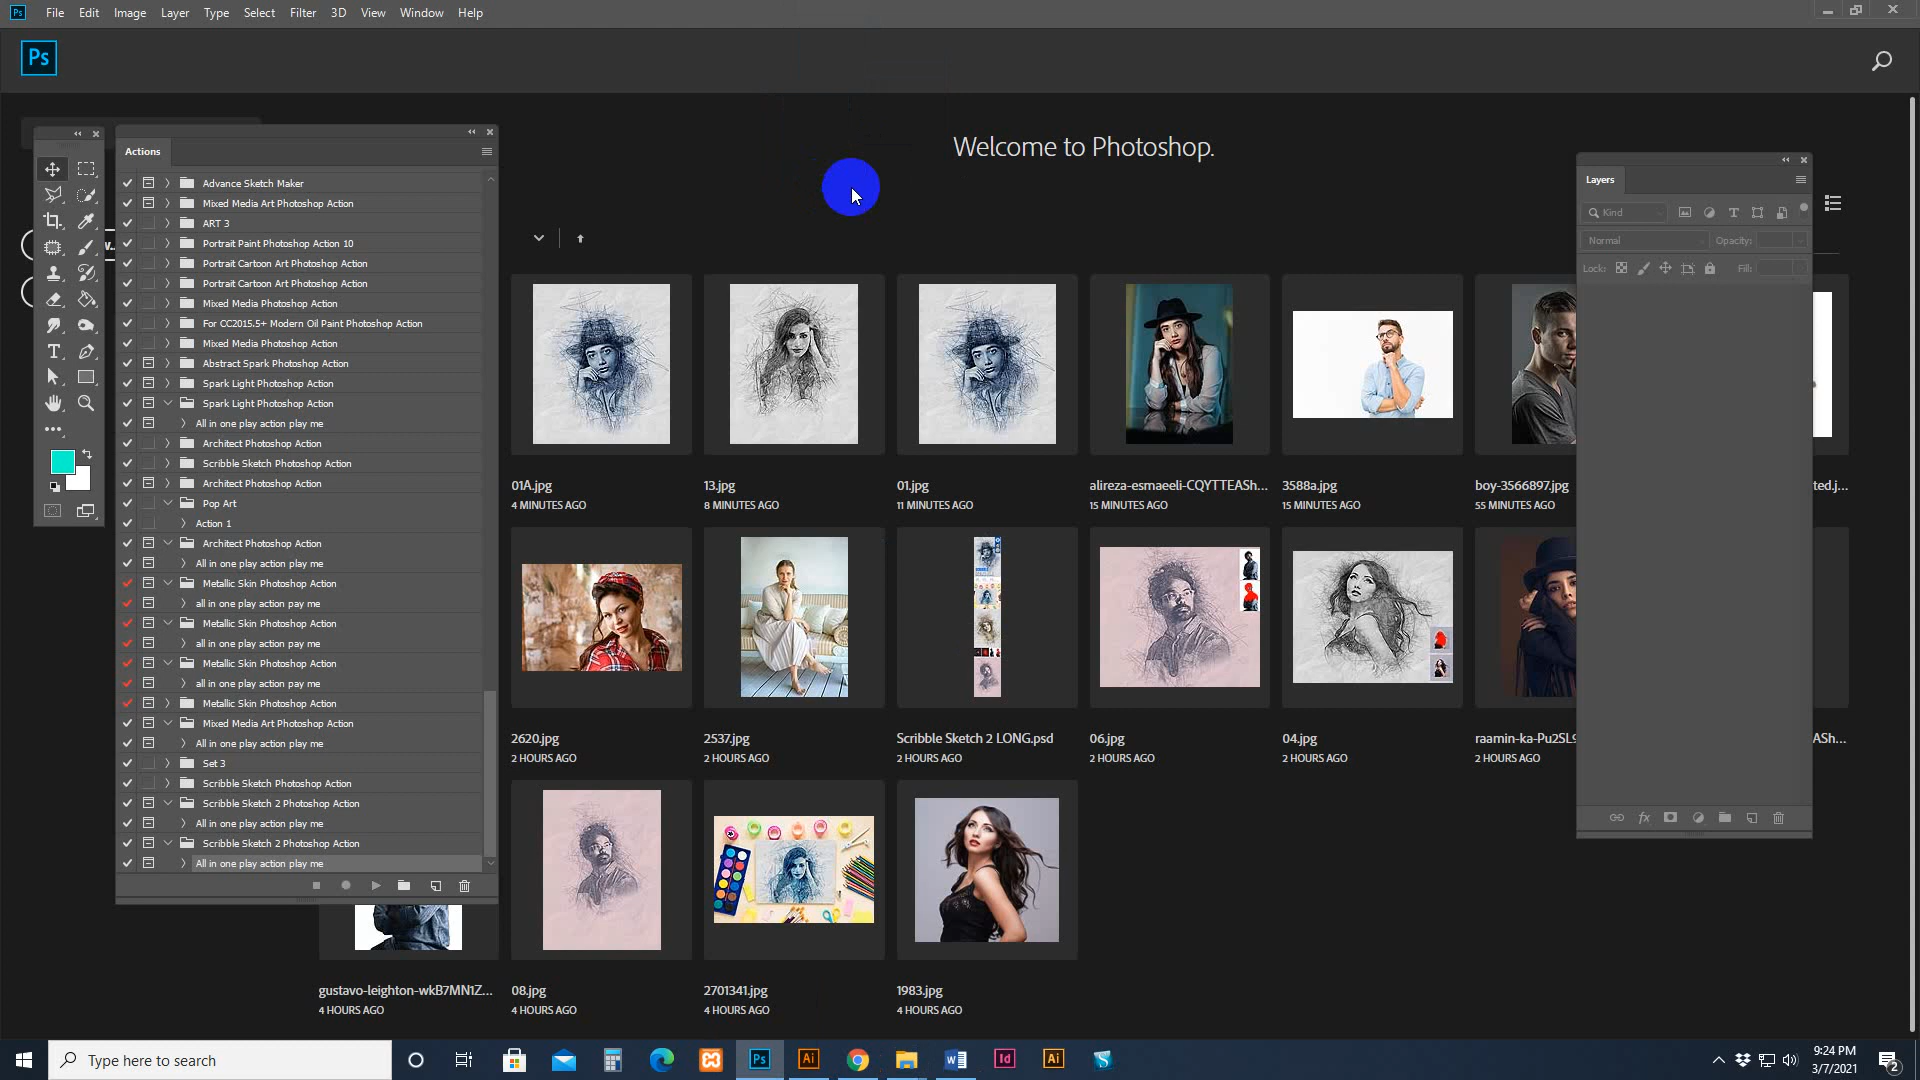 Ps File Edit Image Layer Type Select Filter 3D View Window Help
Ps
Welcome to Photoshop.
Actions
Advance Sketch Maker
Mixed Media Art Photoshop Action
ART 3
Portrait Paint Photoshop Action 10
Portrait Cartoon Art Photoshop Action
Portrait Cartoon Art Photoshop Action
Mixed Media Photoshop Action
For CC2015.5+ Modern Oil Paint Photoshop Action
Mixed Media Photoshop Action
Abstract Spark Photoshop Action
Spark Light Photoshop Action
Spark Light Photoshop Action
All in one play action play me
Architect Photoshop Action
Scribble Sketch Photoshop Action
Architect Photoshop Action
Pop Art
Action 1
Architect Photoshop Action
All in one play action play me
Metallic Skin Photoshop Action
all in one play action pay me
Metallic Skin Photoshop Action
all in one play action pay me
Metallic Skin Photoshop Action
all in one play action pay me
Metallic Skin Photoshop Action
Mixed Media Art Photoshop Action
All in one play action play me
Set 3
Scribble Sketch Photoshop Action
Scribble Sketch 2 Photoshop Action
All in one play action play me
Scribble Sketch 2 Photoshop Action
All in one play action play me
Layers
Kind
Normal Opacity:
Lock: Fill:
01A.jpg 13.jpg 01.jpg alireza-esmaeeli-CQYTTEASh... 3588a.jpg boy-3566897.jpg ted.j...
4 MINUTES AGO 8 MINUTES AGO 11 MINUTES AGO 15 MINUTES AGO 15 MINUTES AGO 55 MINUTES AGO
2620.jpg 2537.jpg Scribble Sketch 2 LONG.psd 06.jpg 04.jpg raamin-ka-Pu2SL9 ASh...
2 HOURS AGO 2 HOURS AGO 2 HOURS AGO 2 HOURS AGO 2 HOURS AGO 2 HOURS AGO
gustavo-leighton-wkB7MN1Z... 08.jpg 2701341.jpg 1983.jpg
4 HOURS AGO 4 HOURS AGO 4 HOURS AGO 4 HOURS AGO
Type here to search
Ps Ai Id Ai
9:24 PM
3/7/2021
2